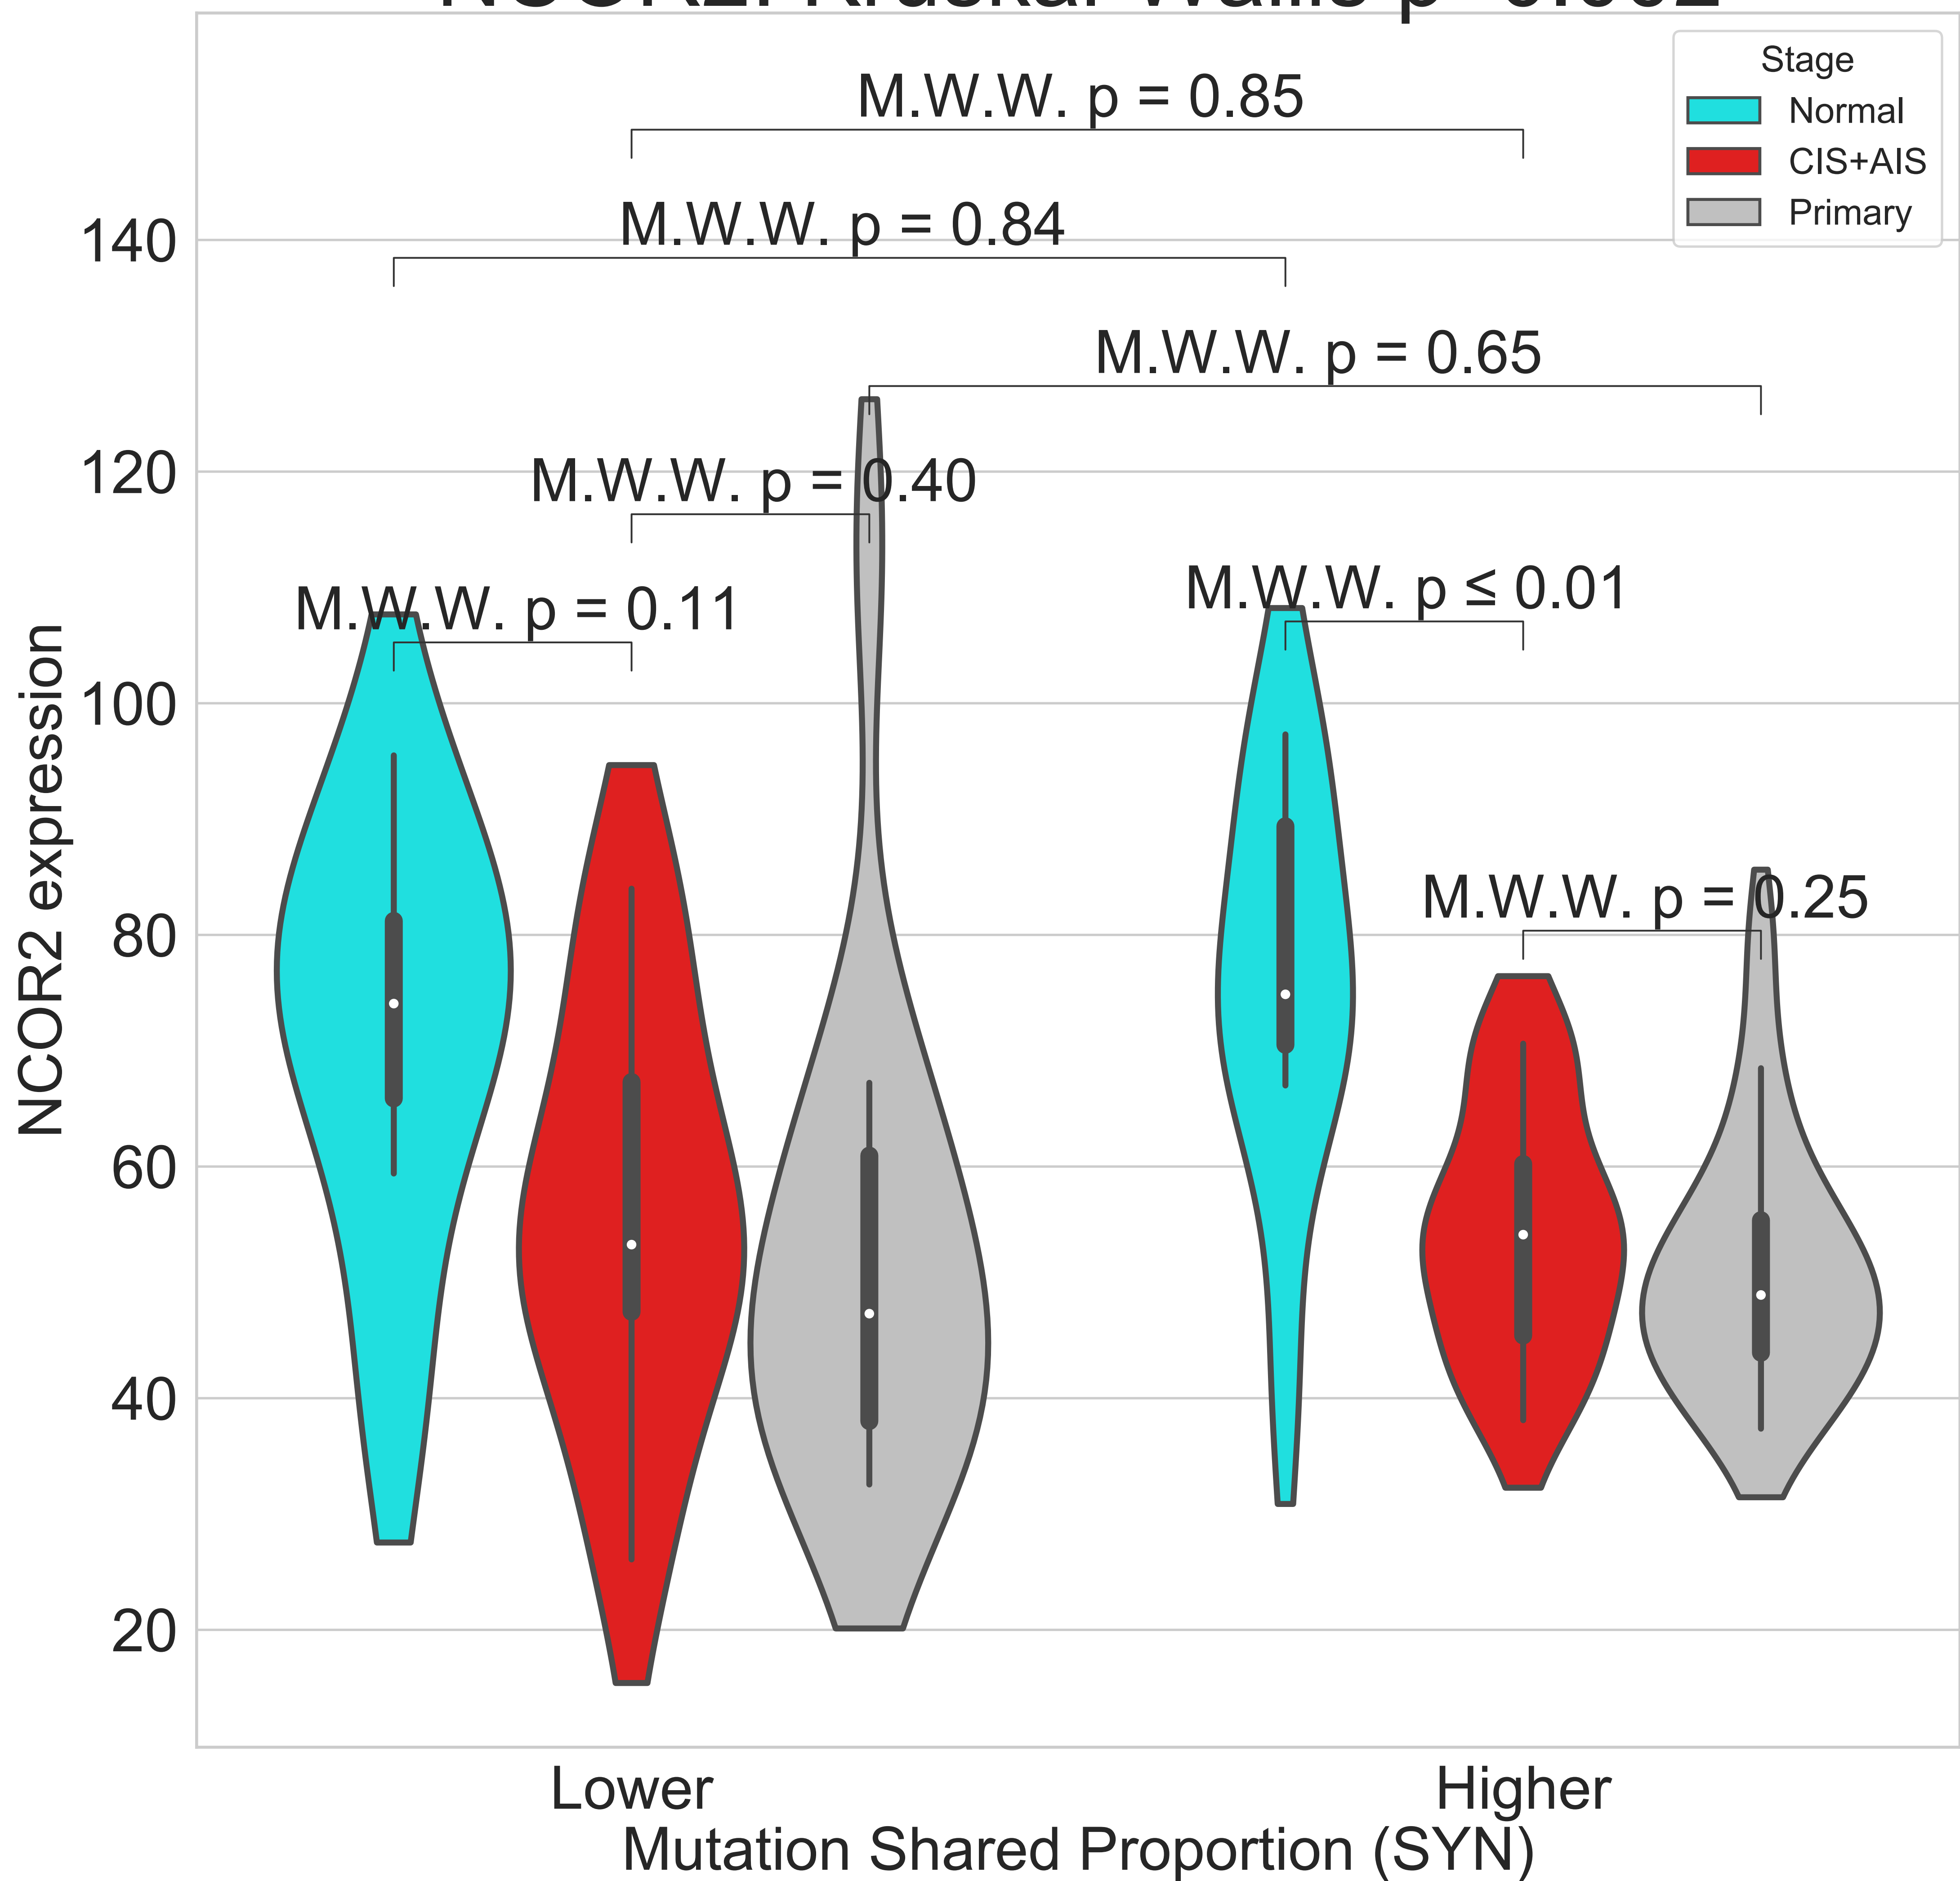 Stage
Normal
CIS+AIS
Primary
M.W.W. p = 0.85
M.W.W. p = 0.84
M.W.W. p = 0.65
M.W.W. p = 0.40
M.W.W. p = 0.11
M.W.W. p ≤ 0.01
M.W.W. p = 0.25
140
120
100
80
60
40
20
NCOR2 expression
Lower
Higher
Mutation Shared Proportion (SYN)